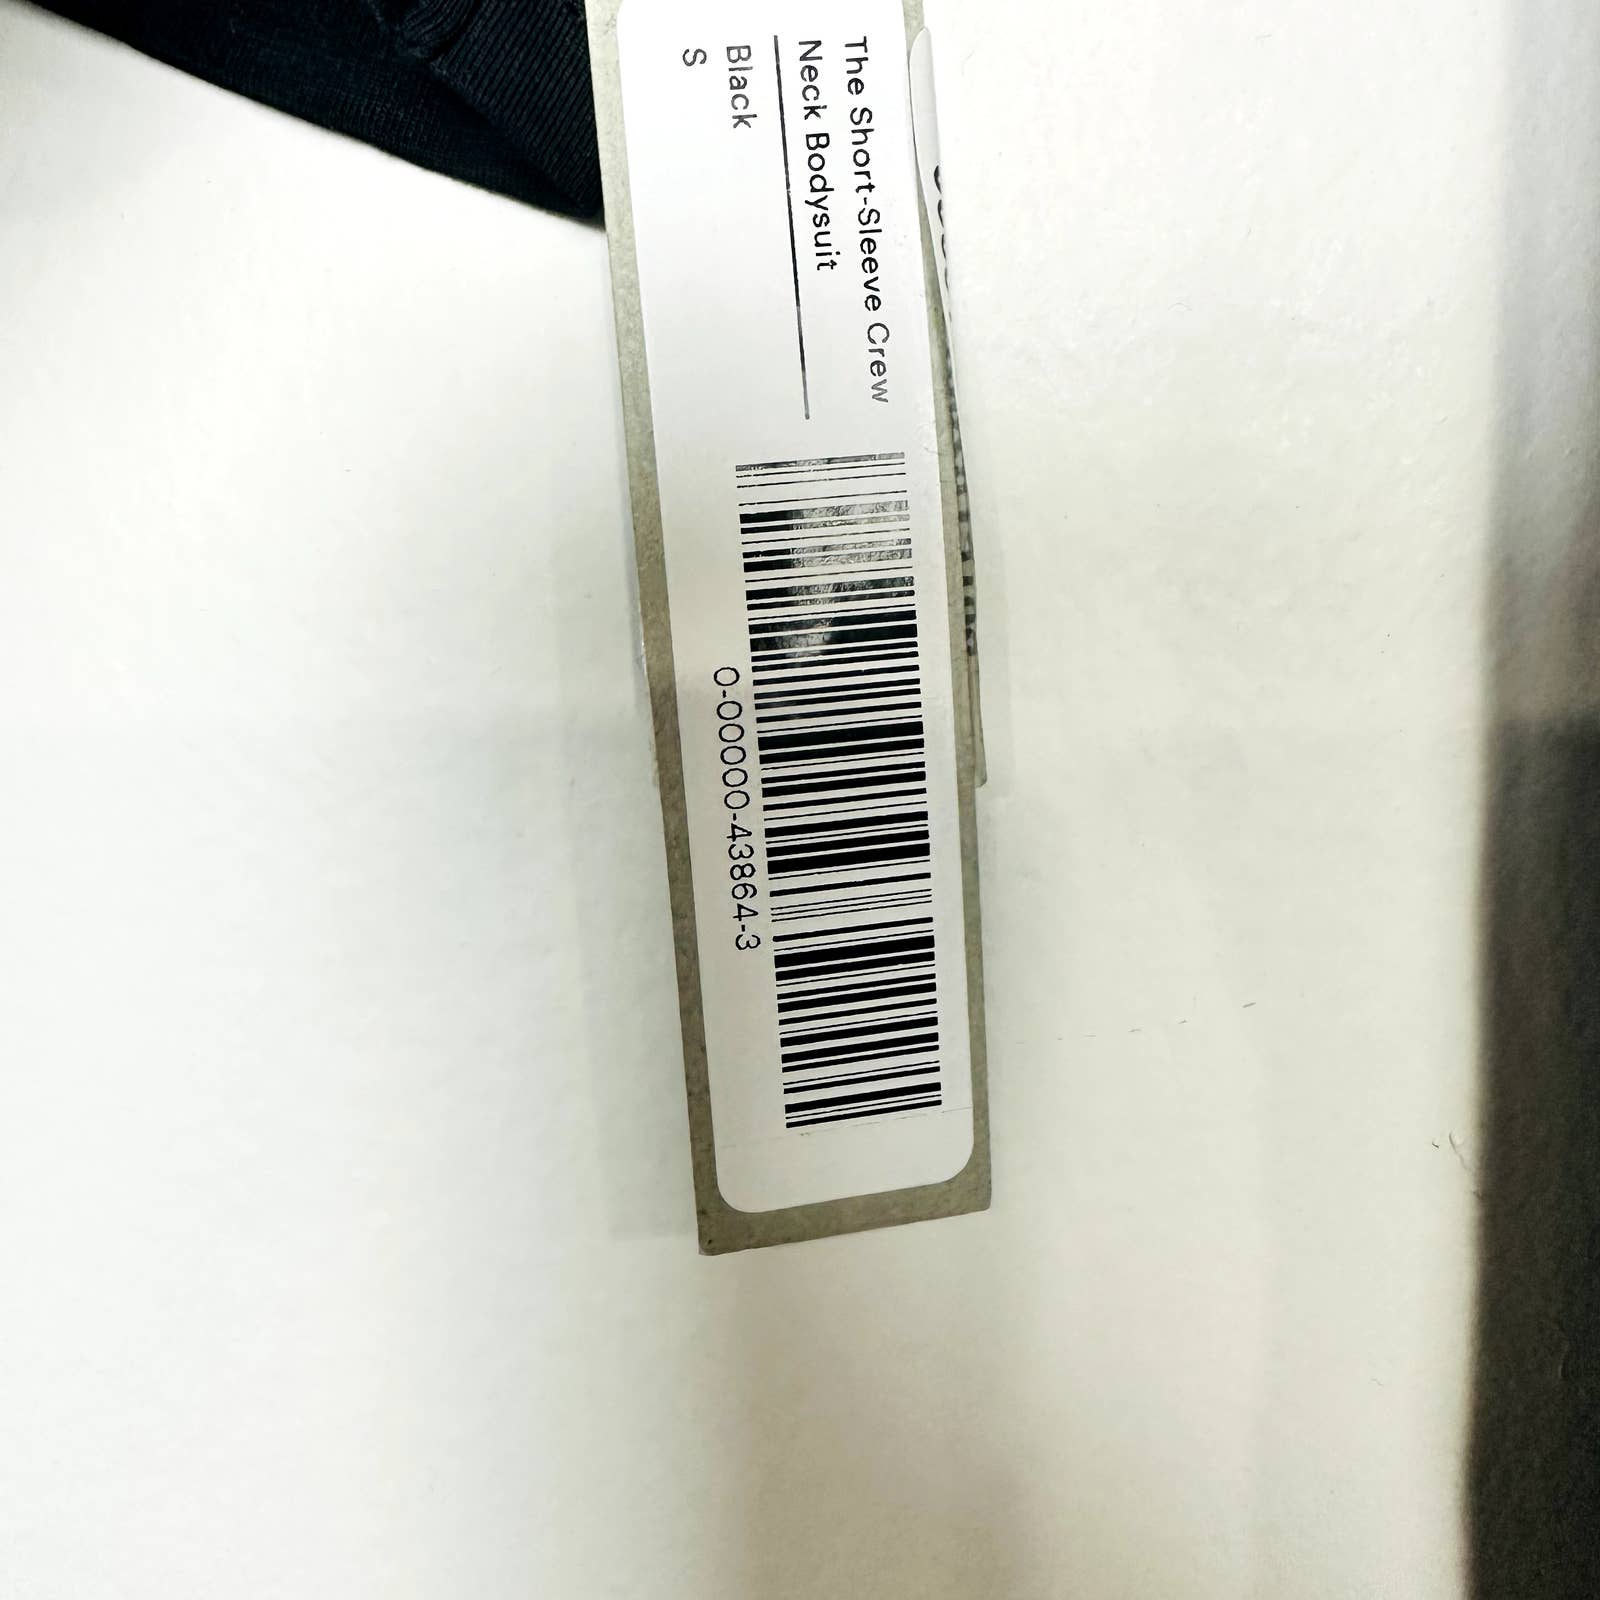 The Short-Sleeve Crew
Neck Bodysuit
Black
S
0-00000-43864-3